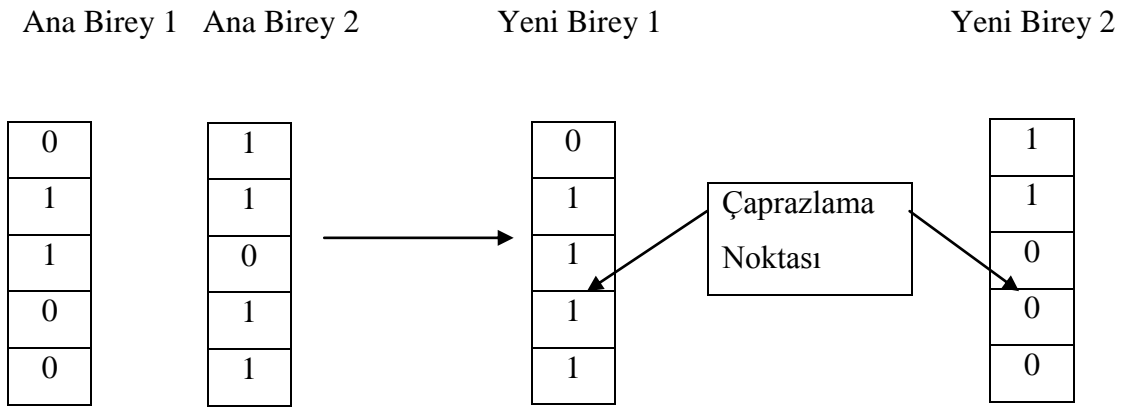 Ana Birey 1 Ana Birey 2 Yeni Birey 1 Yeni Birey 2
0 1 0 1
1 1 1 Çaprazlama 1
1 0 1 Noktası 0
0 1 1 0
0 1 1 0